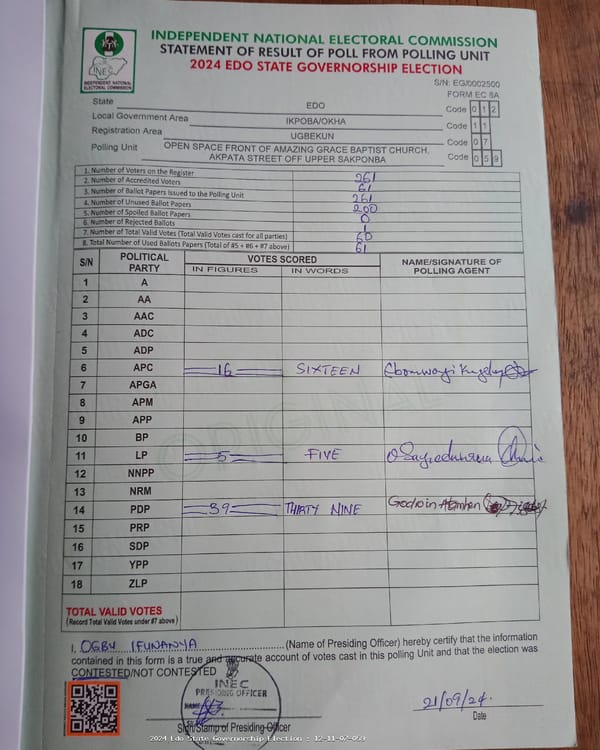 INDEPENDENT NATIONAL ELECTORAL COMMISSION
STATEMENT OF RESULT OF POLL FROM POLLING UNIT
2024 EDO STATE GOVERNORSHIP ELECTION
INEC
INDEPENDENT NATIONAL ELECTORAL COMMISSION
S/N: EG/0002500
FORM EC 8A
State EDO Code 0 1 2
Local Government Area IKPOBA/OKHA Code 1 1
Registration Area UGBEKUN Code 0 7
Polling Unit OPEN SPACE FRONT OF AMAZING GRACE BAPTIST CHURCH, AKPATA STREET OFF UPPER SAKPONBA Code 0 5 9
1. Number of Voters on the Register 261
2. Number of Accredited Voters 61
3. Number of Ballot Papers Issued to the Polling Unit 261
4. Number of Unused Ballot Papers 200
5. Number of Spoiled Ballot Papers 0
6. Number of Rejected Ballots 1
7. Number of Total Valid Votes (Total Valid Votes cast for all parties) 60
8. Total Number of Used Ballots Papers (Total of #5 + #6 + #7 above) 61
S/N POLITICAL PARTY VOTES SCORED NAME/SIGNATURE OF POLLING AGENT
IN FIGURES IN WORDS
1 A
2 AA
3 AAC
4 ADC
5 ADP
6 APC 16 SIXTEEN
7 APGA
8 APM
9 APP
10 BP
11 LP 5 FIVE
12 NNPP
13 NRM
14 PDP 39 THIRTY NINE
15 PRP
16 SDP
17 YPP
18 ZLP
ORIGINAL
TOTAL VALID VOTES
(Record Total Valid Votes under #7 above)
I, OGBU IFUNANYA (Name of Presiding Officer) hereby certify that the information
contained in this form is a true and accurate account of votes cast in this polling Unit and that the election was
CONTESTED/NOT CONTESTED
INEC
PRESIDING OFFICER
NAME
Sign/Stamp of Presiding Officer
21/09/24.
Date
2024 Edo State Governorship Election : 12-11-07-059